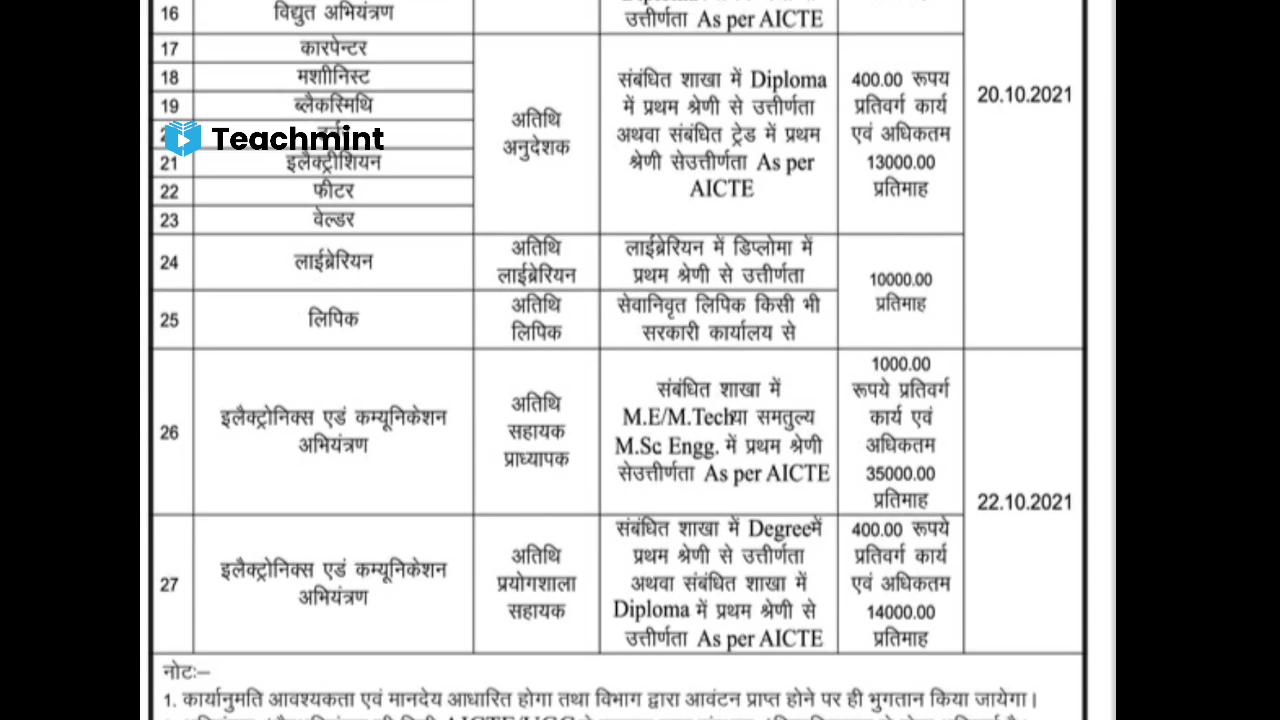 16 विद्युत अभियंत्रण
उत्तीर्णता As per AICTE
17 कारपेन्टर
18 मशाीनिस्ट
19 ब्लैकस्मिथि
Teachmint
21 इलैक्ट्रीशियन
22 फीटर
23 वेल्डर
अतिथि
अनुदेशक
संबंधित शाखा में Diploma
में प्रथम श्रेणी से उत्तीर्णता
अथवा संबंधित ट्रेड में प्रथम
श्रेणी सेउत्तीर्णता As per
AICTE
400.00 रूपय
प्रतिवर्ग कार्य
एवं अधिकतम
13000.00
प्रतिमाह
20.10.2021
24 लाईब्रेरियन
अतिथि
लाईब्रेरियन
लाईब्रेरियन में डिप्लोमा में
प्रथम श्रेणी से उत्तीर्णता
10000.00
प्रतिमाह
25 लिपिक
अतिथि
लिपिक
सेवानिवृत लिपिक किसी भी
सरकारी कार्यालय से
26
इलैक्ट्रोनिक्स एडं कम्यूनिकेशन
अभियंत्रण
अतिथि
सहायक
प्राध्यापक
संबंधित शाखा में
M.E/M.Techया समतुल्य
M.Sc Engg. में प्रथम श्रेणी
सेउत्तीर्णता As per AICTE
1000.00
रूपये प्रतिवर्ग
कार्य एवं
अधिकतम
35000.00
प्रतिमाह
22.10.2021
27
इलैक्ट्रोनिक्स एडं कम्यूनिकेशन
अभियंत्रण
अतिथि
प्रयोगशाला
सहायक
संबंधित शाखा में Degreeमें
प्रथम श्रेणी से उत्तीर्णता
अथवा संबंधित शाखा में
Diploma में प्रथम श्रेणी से
उत्तीर्णता As per AICTE
400.00 रूपये
प्रतिवर्ग कार्य
एवं अधिकतम
14000.00
प्रतिमाह
नोटः–
1. कार्यानुमति आवश्यकता एवं मानदेय आधारित होगा तथा विभाग द्वारा आवंटन प्राप्त होने पर ही भुगतान किया जायेगा।